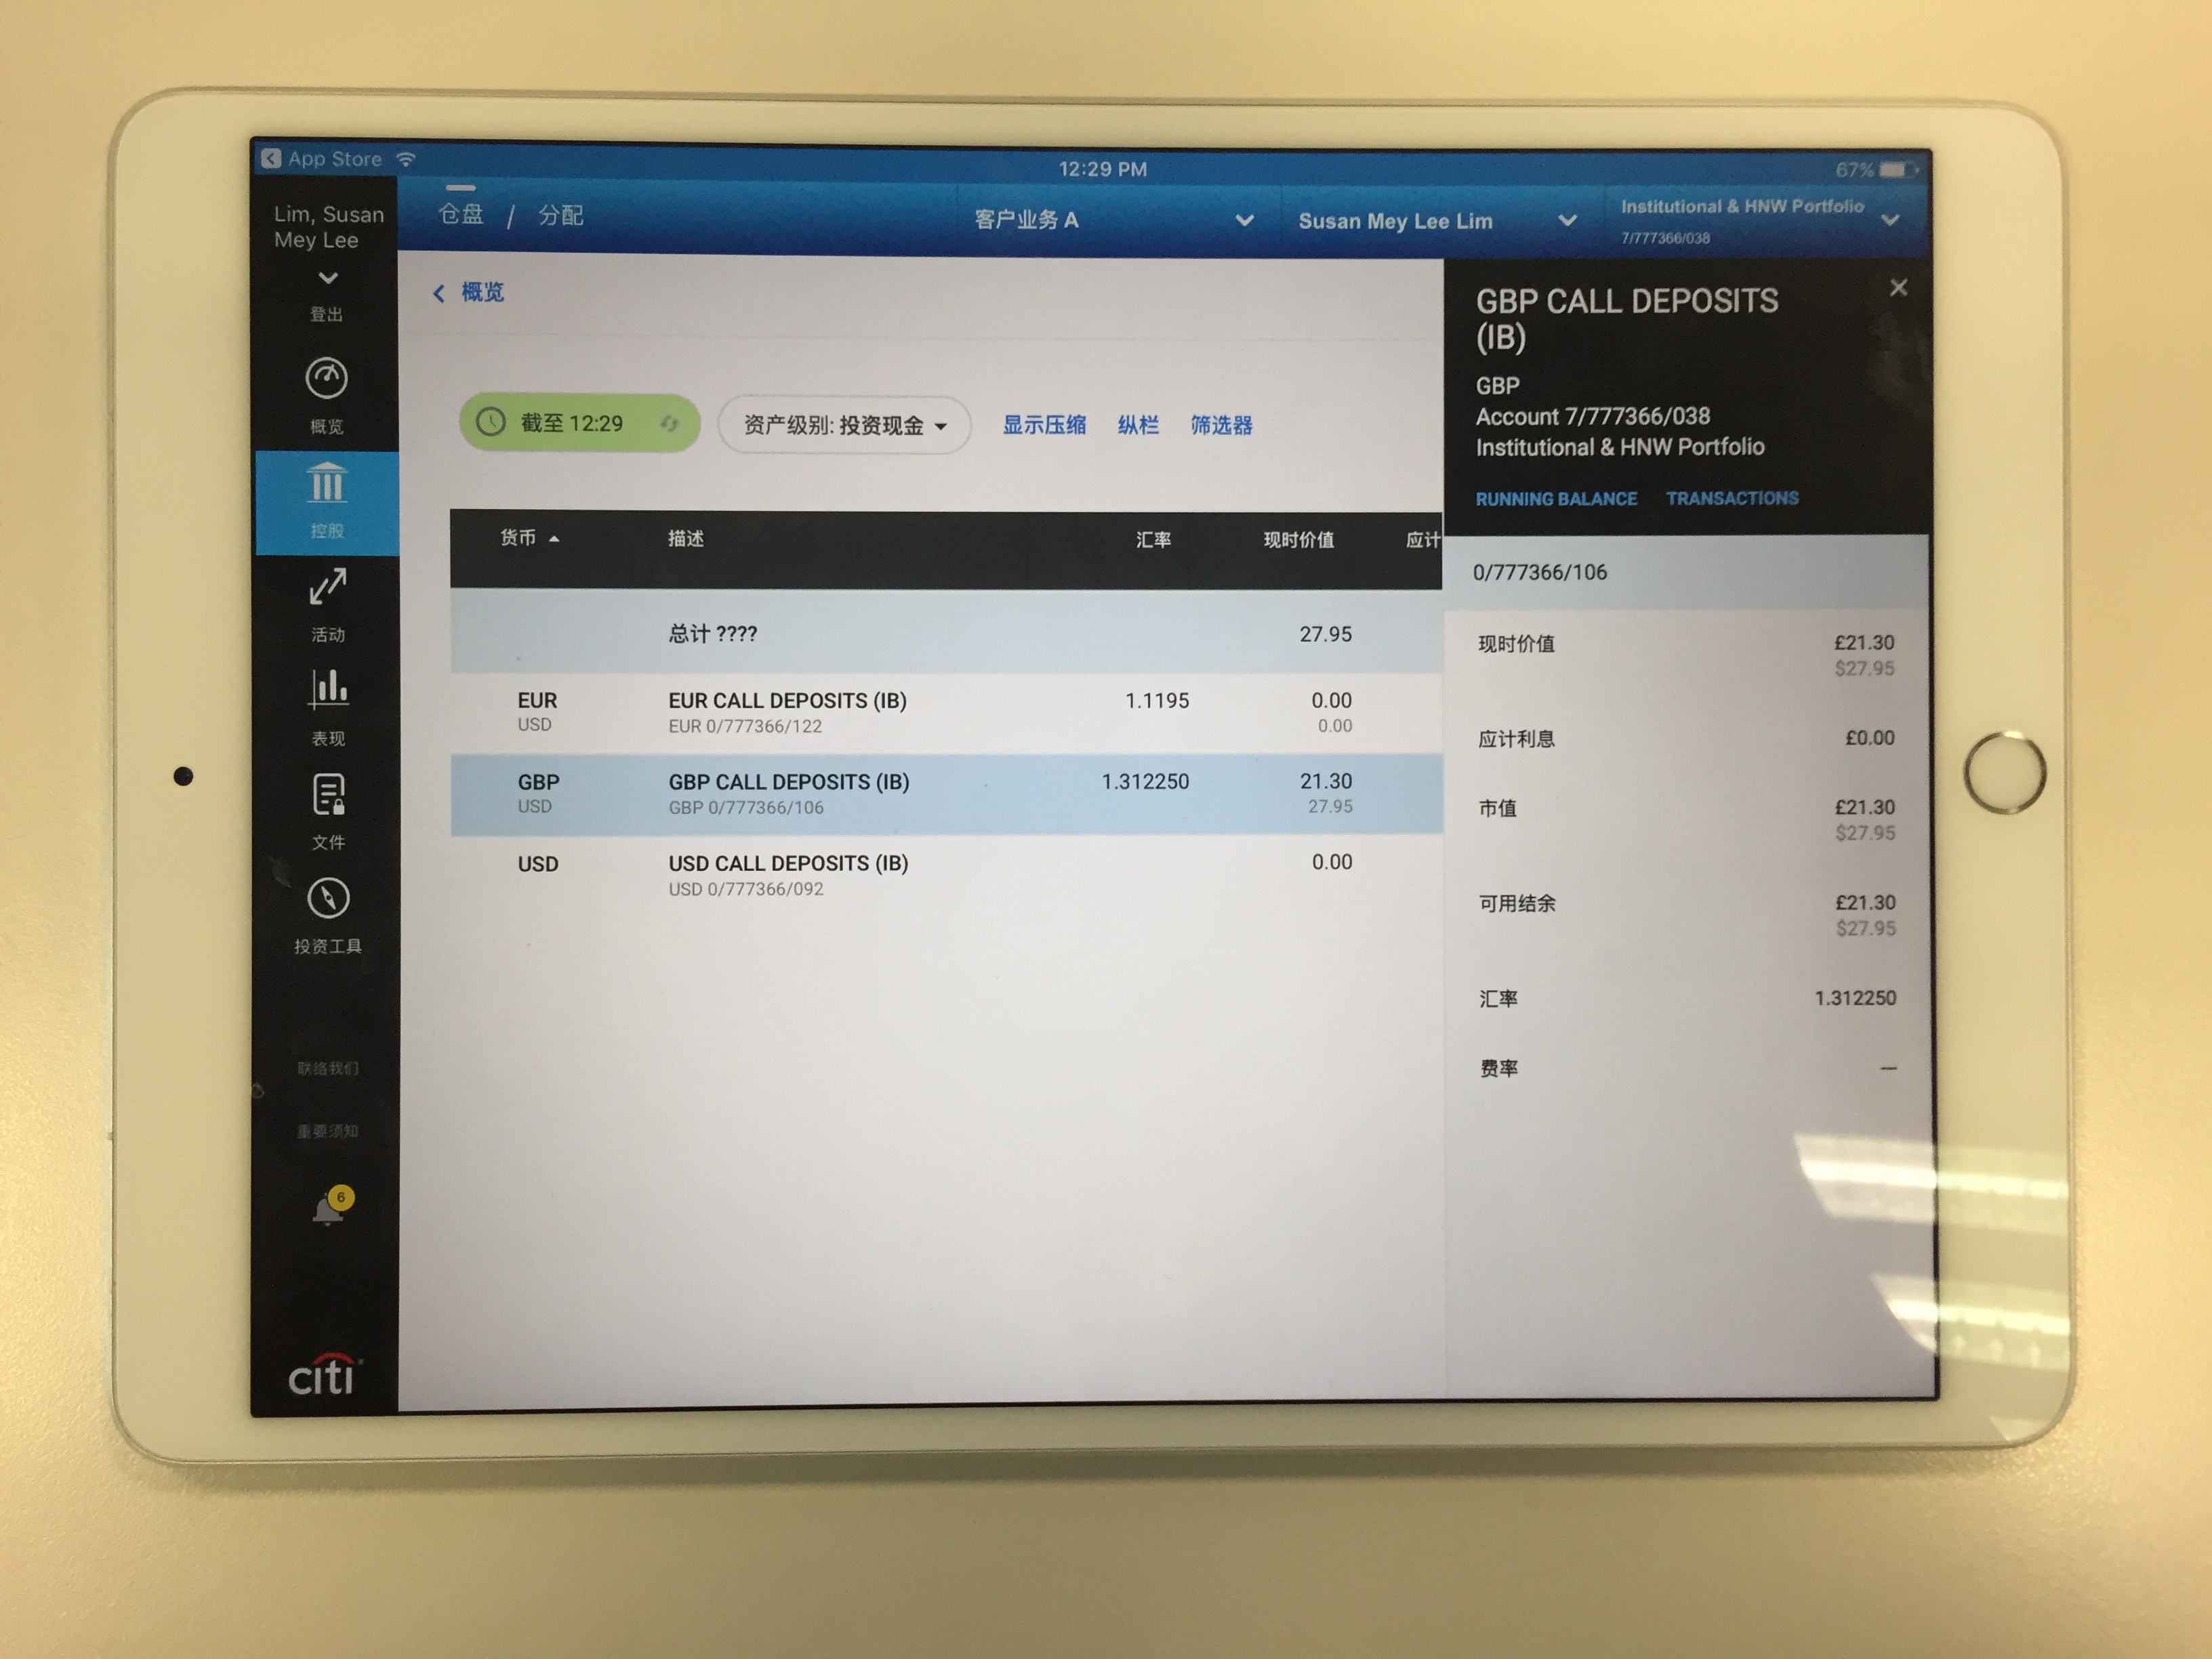 App Store
12:29 PM
67%
Lim, Susan
Mey Lee
登出
概览
控股
活动
表现
文件
投资工具
联络我们
重要须知
6
citi
仓盘 / 分配
客户业务 A
Susan Mey Lee Lim
Institutional & HNW Portfolio
7/777366/038
概览
截至 12:29
资产级别: 投资现金
显示压缩
纵栏
筛选器
货币 描述 汇率 现时价值 应计
总计 ???? 27.95
EUR EUR CALL DEPOSITS (IB) 1.1195 0.00
USD EUR 0/777366/122 0.00
GBP GBP CALL DEPOSITS (IB) 1.312250 21.30
USD GBP 0/777366/106 27.95
USD USD CALL DEPOSITS (IB) 0.00
USD 0/777366/092
GBP CALL DEPOSITS
(IB)
GBP
Account 7/777366/038
Institutional & HNW Portfolio
RUNNING BALANCE TRANSACTIONS
0/777366/106
现时价值 £21.30
$27.95
应计利息 £0.00
市值 £21.30
$27.95
可用结余 £21.30
$27.95
汇率 1.312250
费率 —